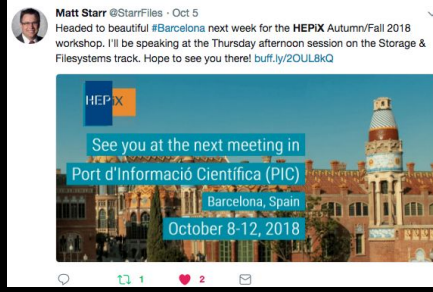 Matt Starr @StarrFiles · Oct 5
Headed to beautiful #Barcelona next week for the HEPiX Autumn/Fall 2018
workshop. I'll be speaking at the Thursday afternoon session on the Storage &
Filesystems track. Hope to see you there! buff.ly/2OUL8kQ
HEPiX
See you at the next meeting in
Port d'Informació Científica (PIC)
Barcelona, Spain
October 8-12, 2018
1 2